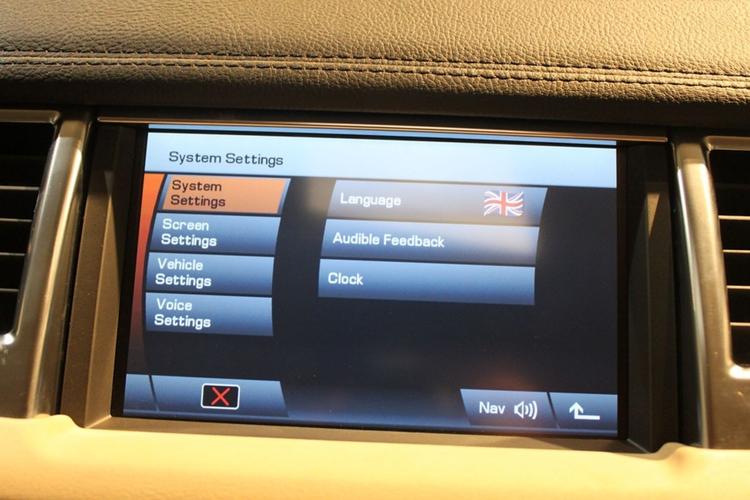 System Settings
System
Settings
Language
Screen
Settings
Audible Feedback
Vehicle
Settings
Clock
Voice
Settings
Nav